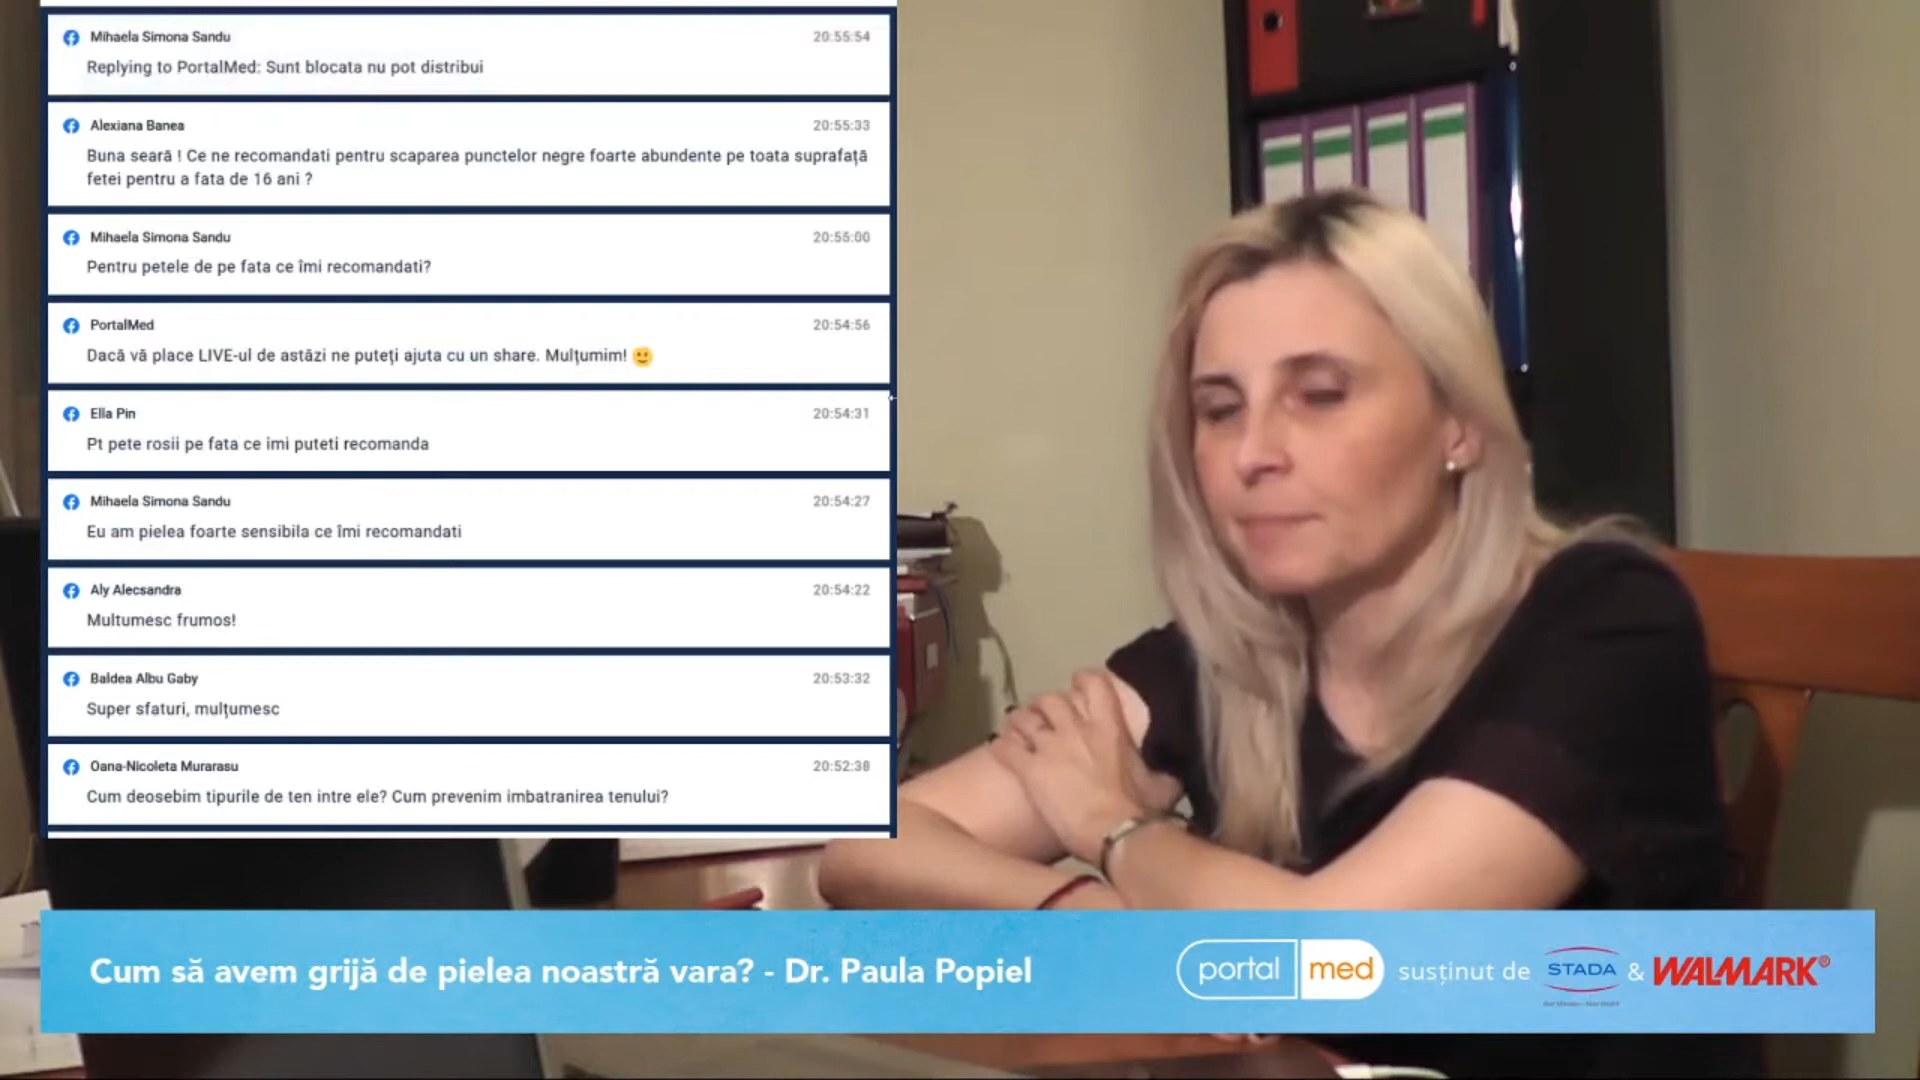 Mihaela Simona Sandu 20:55:54
Replying to PortalMed: Sunt blocata nu pot distribui
Alexiana Banea 20:55:33
Buna seară ! Ce ne recomandati pentru scaparea punctelor negre foarte abundente pe toata suprafață
fetei pentru a fata de 16 ani ?
Mihaela Simona Sandu 20:55:00
Pentru petele de pe fata ce îmi recomandati?
PortalMed 20:54:56
Dacă vă place LIVE-ul de astăzi ne puteți ajuta cu un share. Mulțumim! 🙂
Ella Pin 20:54:31
Pt pete rosii pe fata ce imi puteti recomanda
Mihaela Simona Sandu 20:54:27
Eu am pielea foarte sensibila ce îmi recomandati
Aly Alecsandra 20:54:22
Multumesc frumos!
Baldea Albu Gaby 20:53:32
Super sfaturi, mulțumesc
Oana-Nicoleta Murarasu 20:52:38
Cum deosebim tipurile de ten intre ele? Cum prevenim imbatranirea tenului?
Cum să avem grijă de pielea noastră vara? - Dr. Paula Popiel
portal med susținut de STADA & WALMARK®